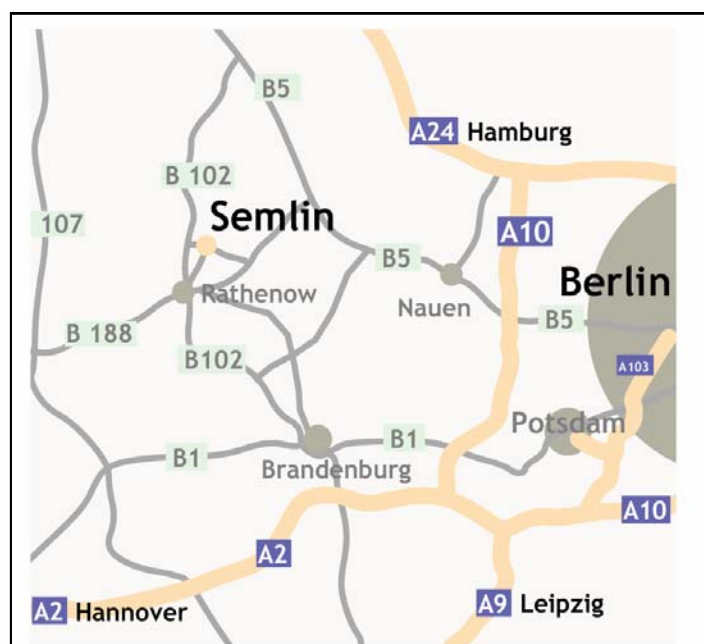 B5
A24 Hamburg
B 102
Semlin
107
A10
B5
Berlin
Rathenow
Nauen
B5
B 188
B102
A103
Potsdam
B1
B1
Brandenburg
A10
A2
A2 Hannover
A9 Leipzig